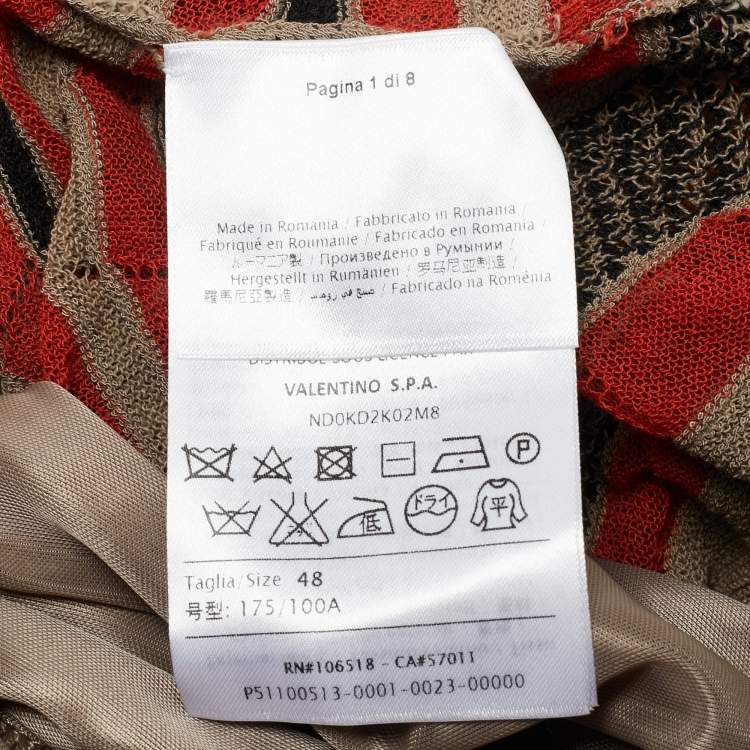 Pagina 1 di 8
Made in Romania / Fabbricato in Romania
Fabriqué en Roumanie / Fabricado en Romania
ルーマニア製 / Произведено в Румынии /
Hergestellt in Rumänien / 罗马尼亚制造 /
羅馬尼亞製造 / صنع في رومانيا / Fabricado na Roménia
VALENTINO S.P.A.
ND0KD2K02M8
P
低 ドライ 平
Taglia/Size 48
号型: 175/100A
RN#106518 - CA#57011
P51100513-0001-0023-00000